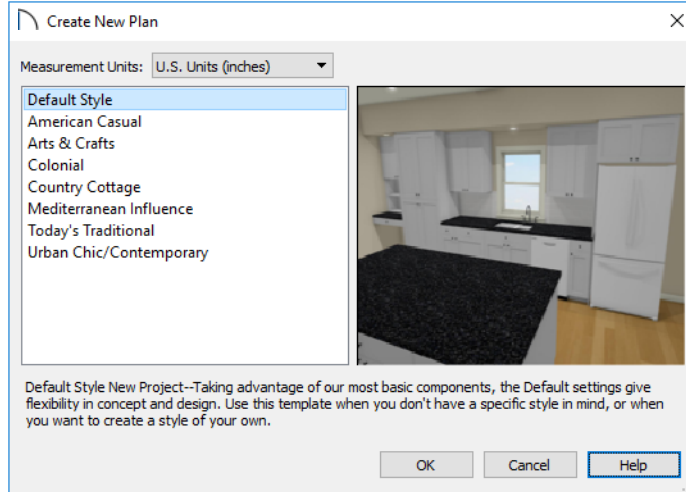 Create New Plan
Measurement Units: U.S. Units (inches)
Default Style
American Casual
Arts & Crafts
Colonial
Country Cottage
Mediterranean Influence
Today's Traditional
Urban Chic/Contemporary
Default Style New Project--Taking advantage of our most basic components, the Default settings give
flexibility in concept and design. Use this template when you don't have a specific style in mind, or when
you want to create a style of your own.
OK Cancel Help